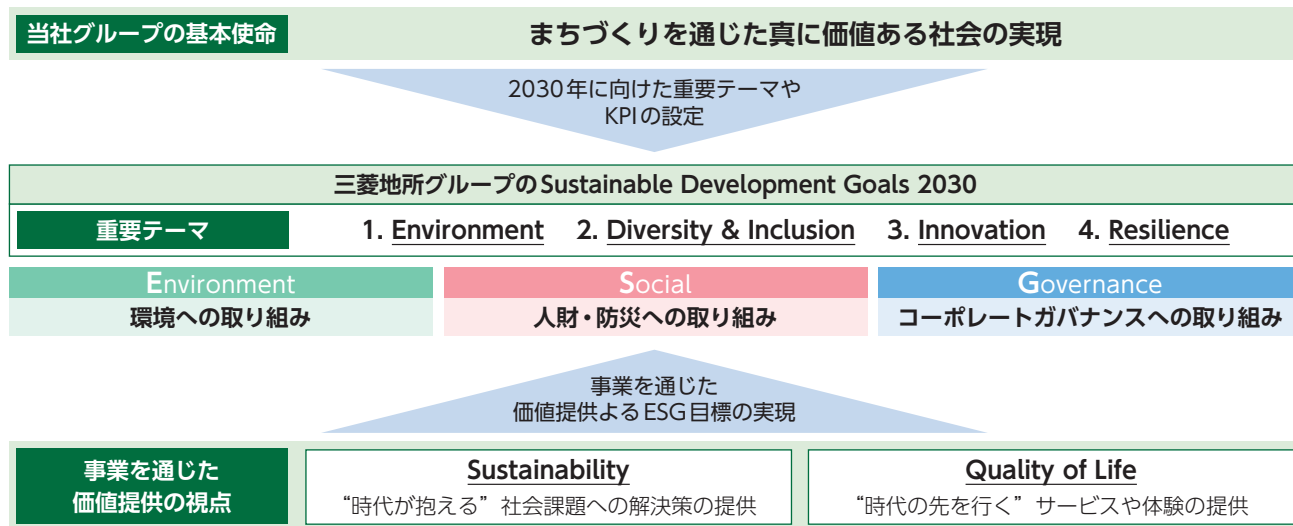 当社グループの基本使命 まちづくりを通じた真に価値ある社会の実現
2030年に向けた重要テーマや
KPIの設定
三菱地所グループのSustainable Development Goals 2030
重要テーマ 1. Environment 2. Diversity & Inclusion 3. Innovation 4. Resilience
Environment Social Governance
環境への取り組み 人財・防災への取り組み コーポレートガバナンスへの取り組み
事業を通じた
価値提供よるESG目標の実現
事業を通じた
価値提供の視点
Sustainability
“時代が抱える” 社会課題への解決策の提供
Quality of Life
“時代の先を行く” サービスや体験の提供